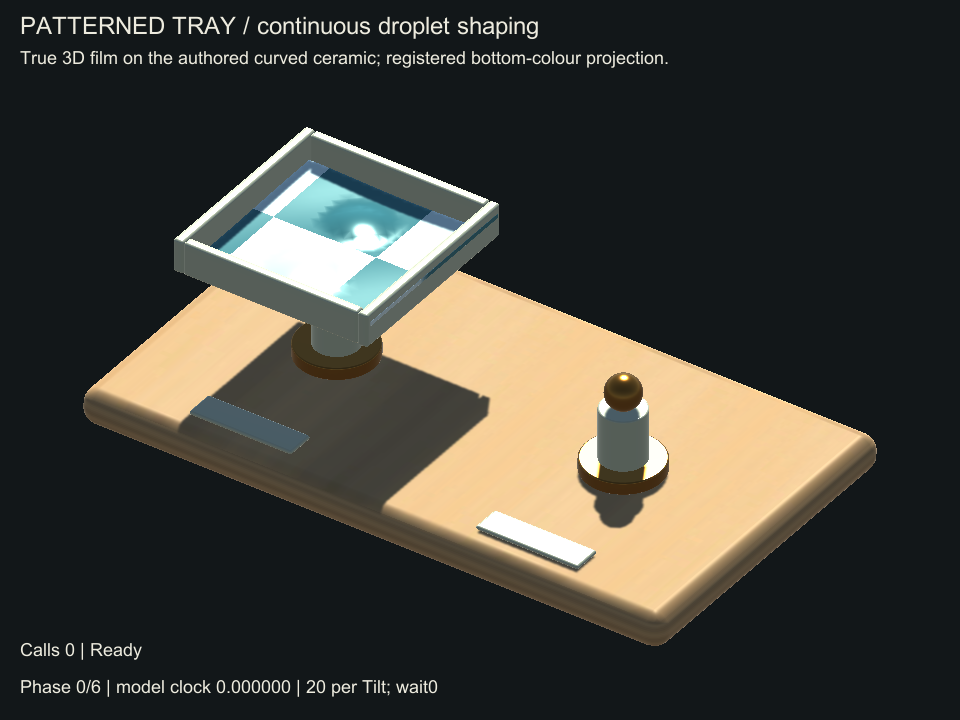 PATTERNED TRAY / continuous droplet shaping
True 3D film on the authored curved ceramic; registered bottom-colour projection.
Calls 0 | Ready
Phase 0/6 | model clock 0.000000 | 20 per Tilt; wait0